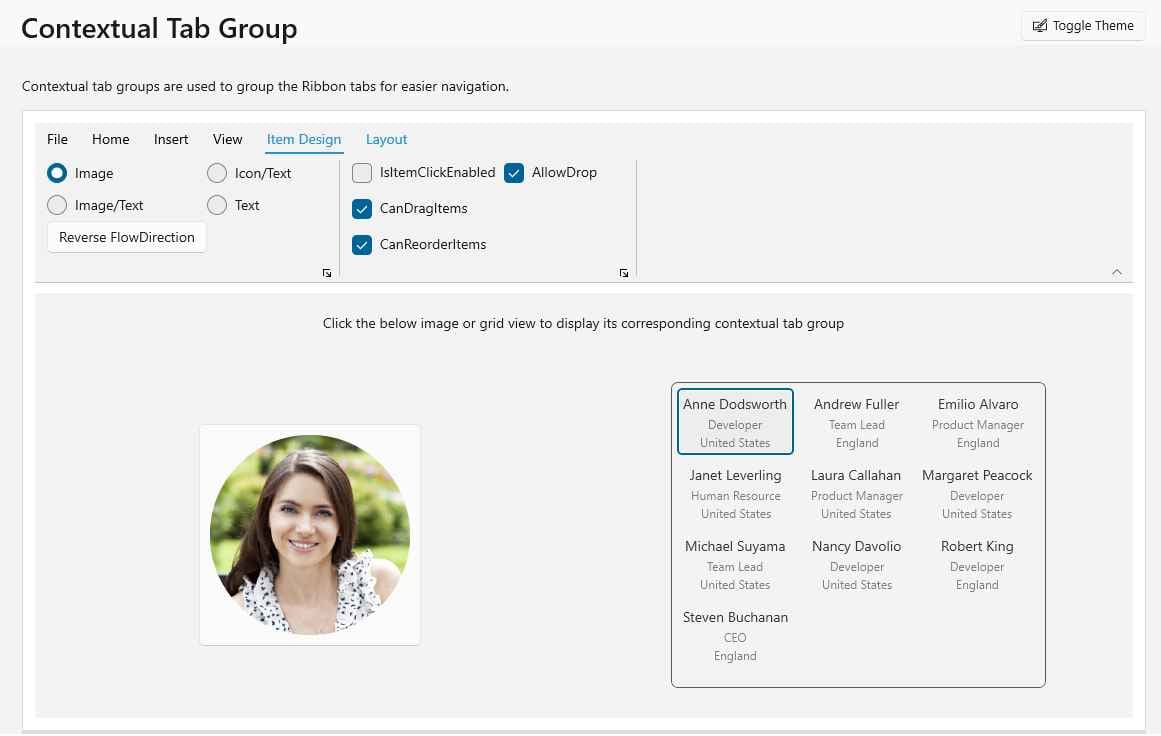 Contextual Tab Group
Toggle Theme
Contextual tab groups are used to group the Ribbon tabs for easier navigation.
File Home Insert View Item Design Layout
Image Icon/Text IsItemClickEnabled AllowDrop
Image/Text Text CanDragItems
Reverse FlowDirection CanReorderItems
Click the below image or grid view to display its corresponding contextual tab group
Anne Dodsworth Andrew Fuller Emilio Alvaro
Developer Team Lead Product Manager
United States England England
Janet Leverling Laura Callahan Margaret Peacock
Human Resource Product Manager Developer
United States United States United States
Michael Suyama Nancy Davolio Robert King
Team Lead Developer Developer
United States United States England
Steven Buchanan
CEO
England